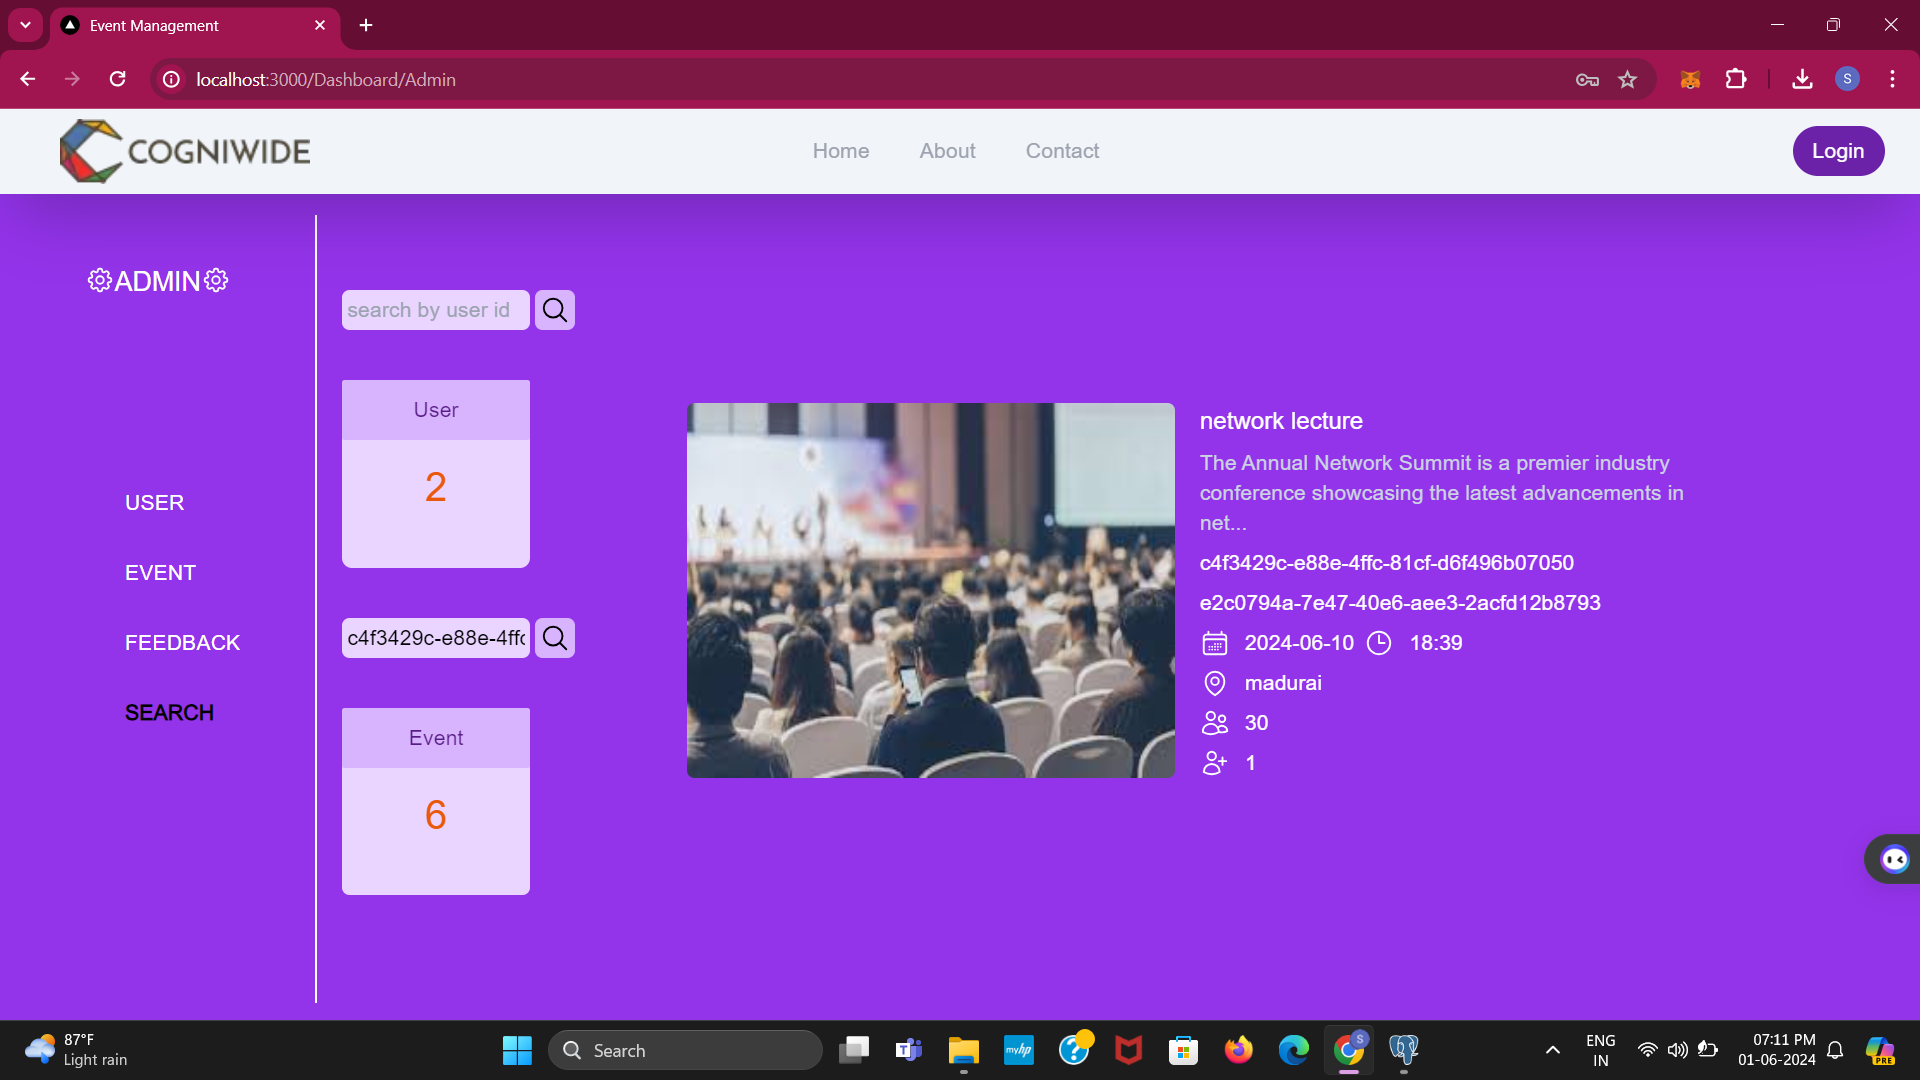 Event Management
localhost:3000/Dashboard/Admin
S
COGNIWIDE
Home
About
Contact
Login
ADMIN
USER
EVENT
FEEDBACK
SEARCH
search by user id
User
2
c4f3429c-e88e-4ffc
Event
6
network lecture
The Annual Network Summit is a premier industry
conference showcasing the latest advancements in
net...
c4f3429c-e88e-4ffc-81cf-d6f496b07050
e2c0794a-7e47-40e6-aee3-2acfd12b8793
2024-06-10
18:39
madurai
30
1
87°F
Light rain
Search
myhp
S
ENG
IN
07:11 PM
01-06-2024
PRE